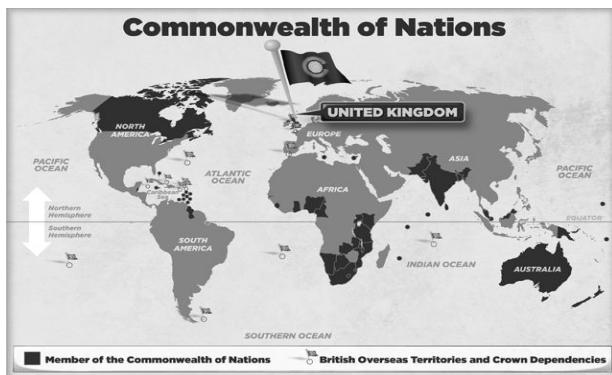 Commonwealth of Nations
UNITED KINGDOM
NORTH
AMERICA
EUROPE
ASIA
PACIFIC
OCEAN
ATLANTIC
OCEAN
PACIFIC
OCEAN
Caribbean
Sea
AFRICA
Northern
Hemisphere
EQUATOR
Southern
Hemisphere
SOUTH
AMERICA
INDIAN OCEAN
AUSTRALIA
SOUTHERN OCEAN
Member of the Commonwealth of Nations
British Overseas Territories and Crown Dependencies